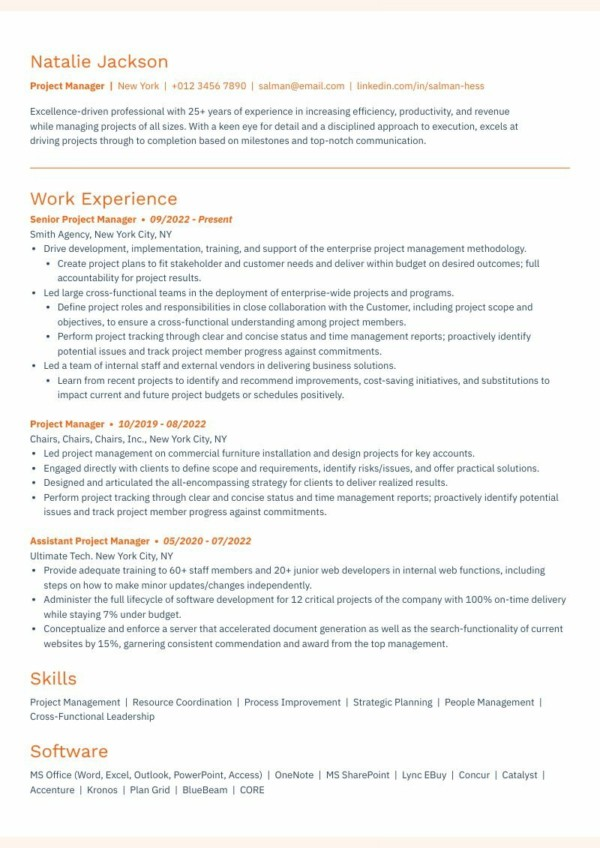 Natalie Jackson
Project Manager | New York | +012 3456 7890 | salman@email.com | linkedin.com/in/salman-hess
Excellence-driven professional with 25+ years of experience in increasing efficiency, productivity, and revenue
while managing projects of all sizes. With a keen eye for detail and a disciplined approach to execution, excels at
driving projects through to completion based on milestones and top-notch communication.
Work Experience
Senior Project Manager • 09/2022 - Present
Smith Agency, New York City, NY
• Drive development, implementation, training, and support of the enterprise project management methodology.
• Create project plans to fit stakeholder and customer needs and deliver within budget on desired outcomes; full
accountability for project results.
• Led large cross-functional teams in the deployment of enterprise-wide projects and programs.
• Define project roles and responsibilities in close collaboration with the Customer, including project scope and
objectives, to ensure a cross-functional understanding among project members.
• Perform project tracking through clear and concise status and time management reports; proactively identify
potential issues and track project member progress against commitments.
• Led a team of internal staff and external vendors in delivering business solutions.
• Learn from recent projects to identify and recommend improvements, cost-saving initiatives, and substitutions to
impact current and future project budgets or schedules positively.
Project Manager • 10/2019 - 08/2022
Chairs, Chairs, Chairs, Inc., New York City, NY
• Led project management on commercial furniture installation and design projects for key accounts.
• Engaged directly with clients to define scope and requirements, identify risks/issues, and offer practical solutions.
• Designed and articulated the all-encompassing strategy for clients to deliver realized results.
• Perform project tracking through clear and concise status and time management reports; proactively identify potential
issues and track project member progress against commitments.
Assistant Project Manager • 05/2020 - 07/2022
Ultimate Tech. New York City, NY
• Provide adequate training to 60+ staff members and 20+ junior web developers in internal web functions, including
steps on how to make minor updates/changes independently.
• Administer the full lifecycle of software development for 12 critical projects of the company with 100% on-time delivery
while staying 7% under budget.
• Conceptualize and enforce a server that accelerated document generation as well as the search-functionality of current
websites by 15%, garnering consistent commendation and award from the top management.
Skills
Project Management | Resource Coordination | Process Improvement | Strategic Planning | People Management |
Cross-Functional Leadership
Software
MS Office (Word, Excel, Outlook, PowerPoint, Access) | OneNote | MS SharePoint | Lync EBuy | Concur | Catalyst |
Accenture | Kronos | Plan Grid | BlueBeam | CORE